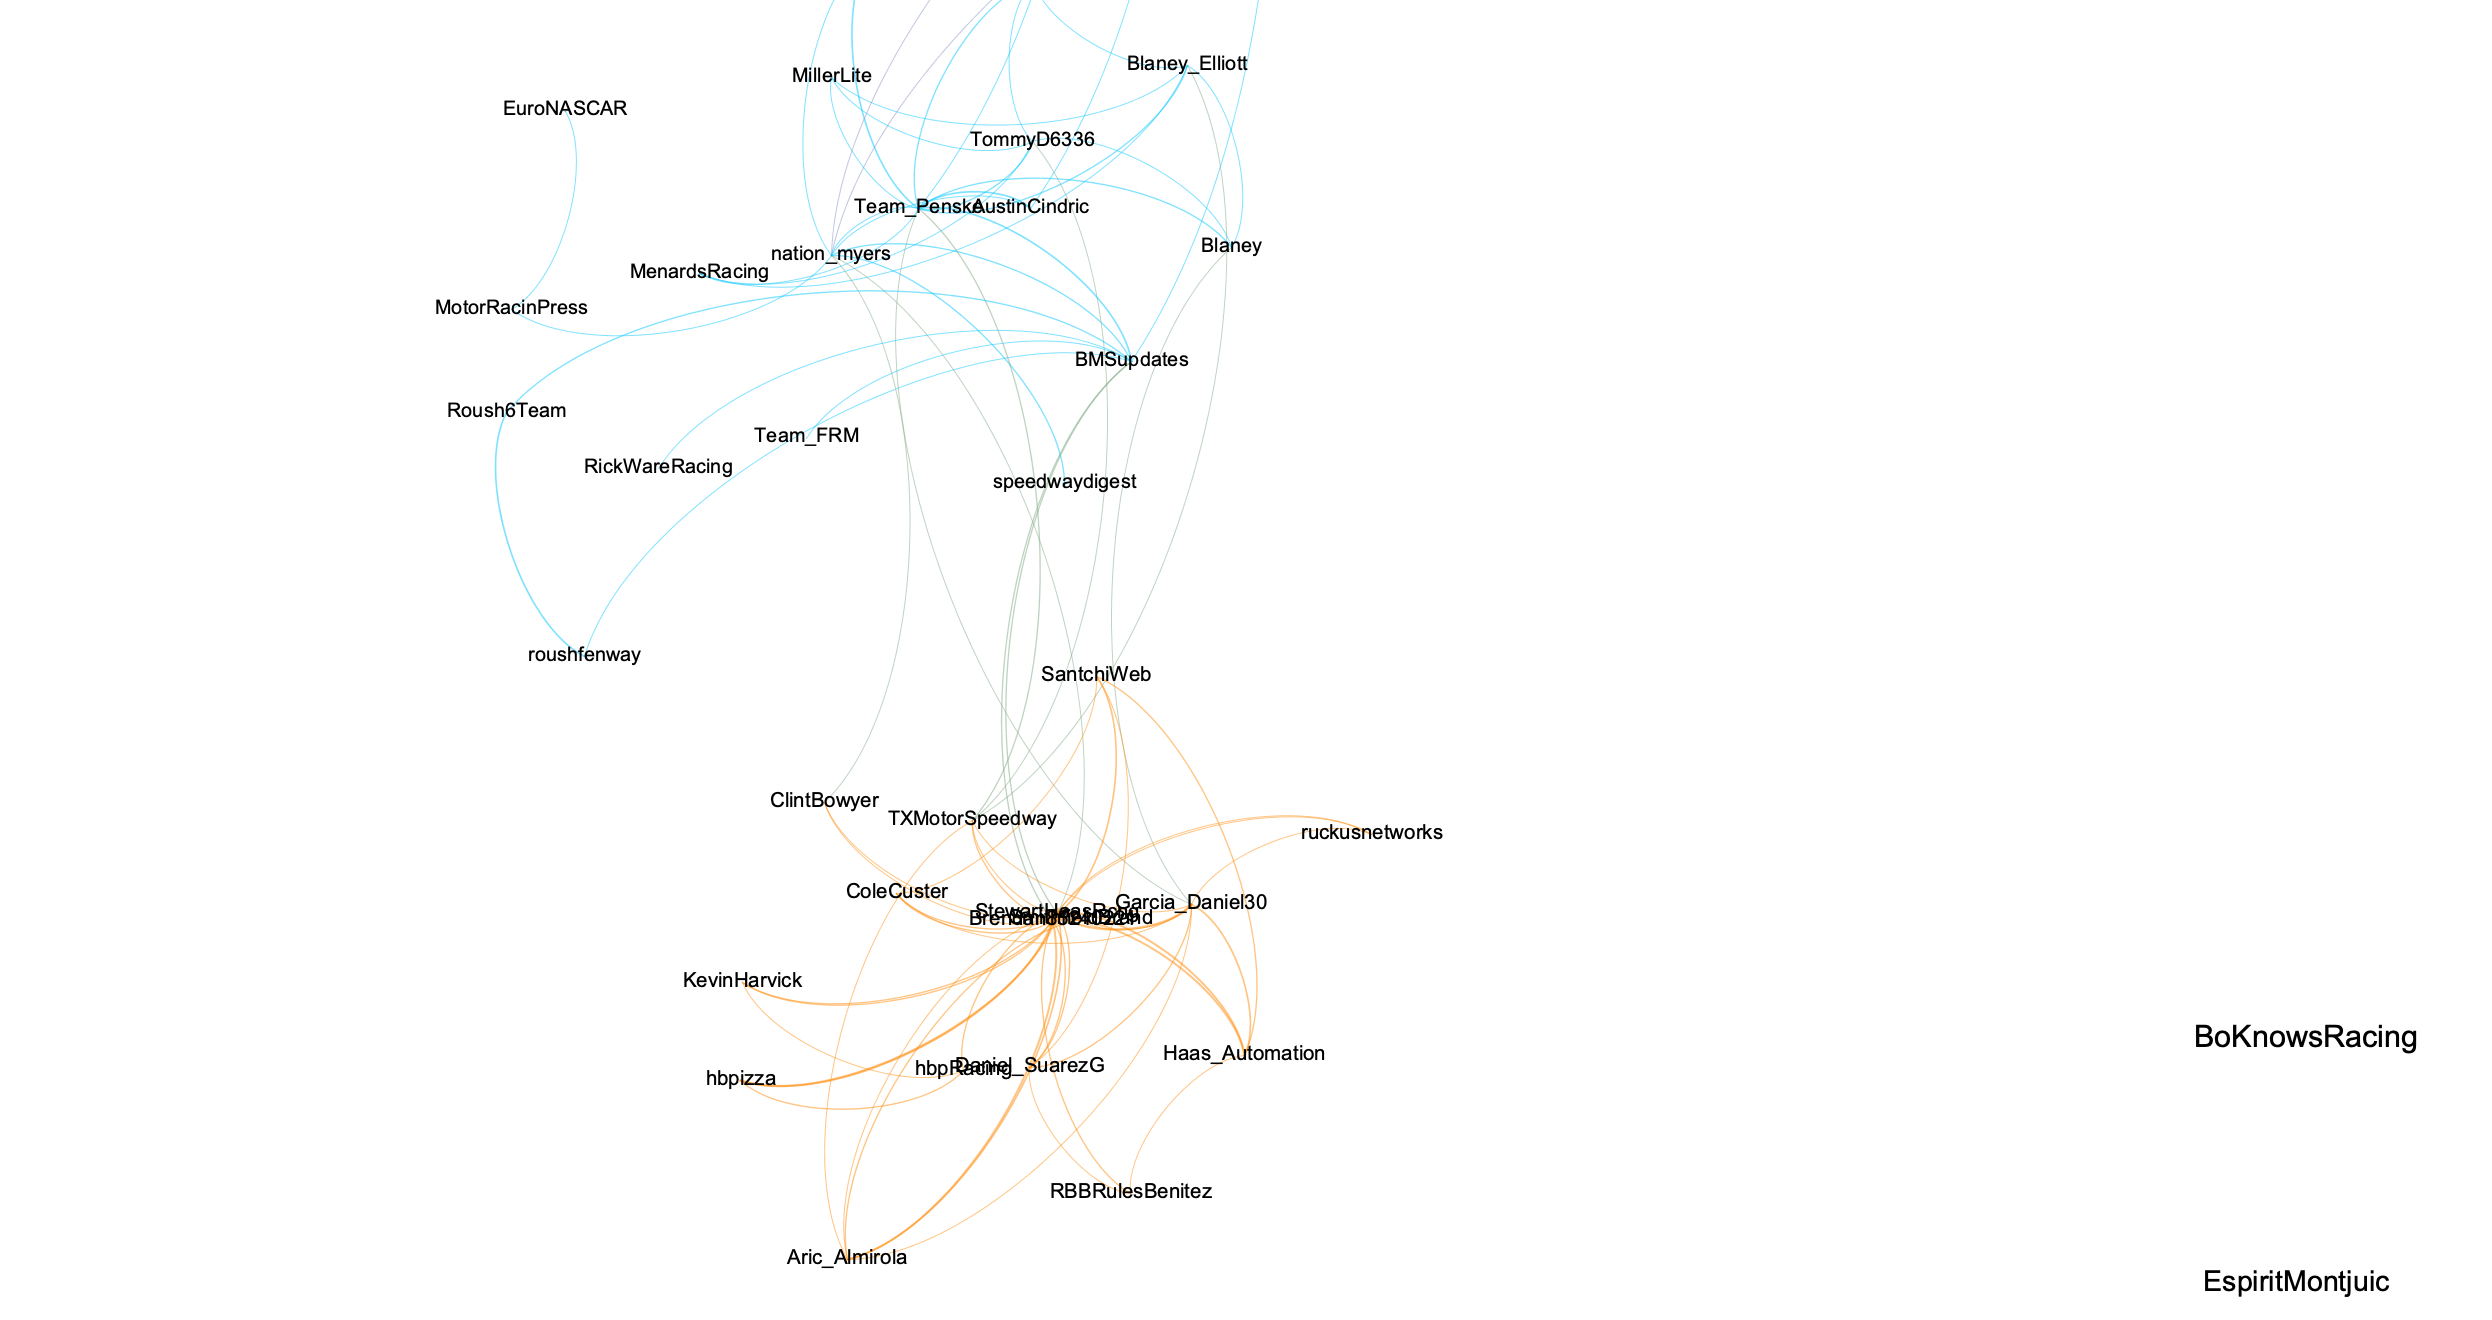 Blaney_Elliott
MillerLite
EuroNASCAR
TommyD6336
Team_Penske
AustinCindric
Blaney
nation_myers
MenardsRacing
MotorRacinPress
BMSupdates
Roush6Team
Team_FRM
RickWareRacing
speedwaydigest
roushfenway
SantchiWeb
ClintBowyer
TXMotorSpeedway
ruckusnetworks
ColeCuster
Garcia_Daniel30
StewartHaasRcng
KevinHarvick
BoKnowsRacing
Haas_Automation
Daniel_SuarezG
hbpRacing
hbpizza
RBBRulesBenitez
Aric_Almirola
EspiritMontjuic